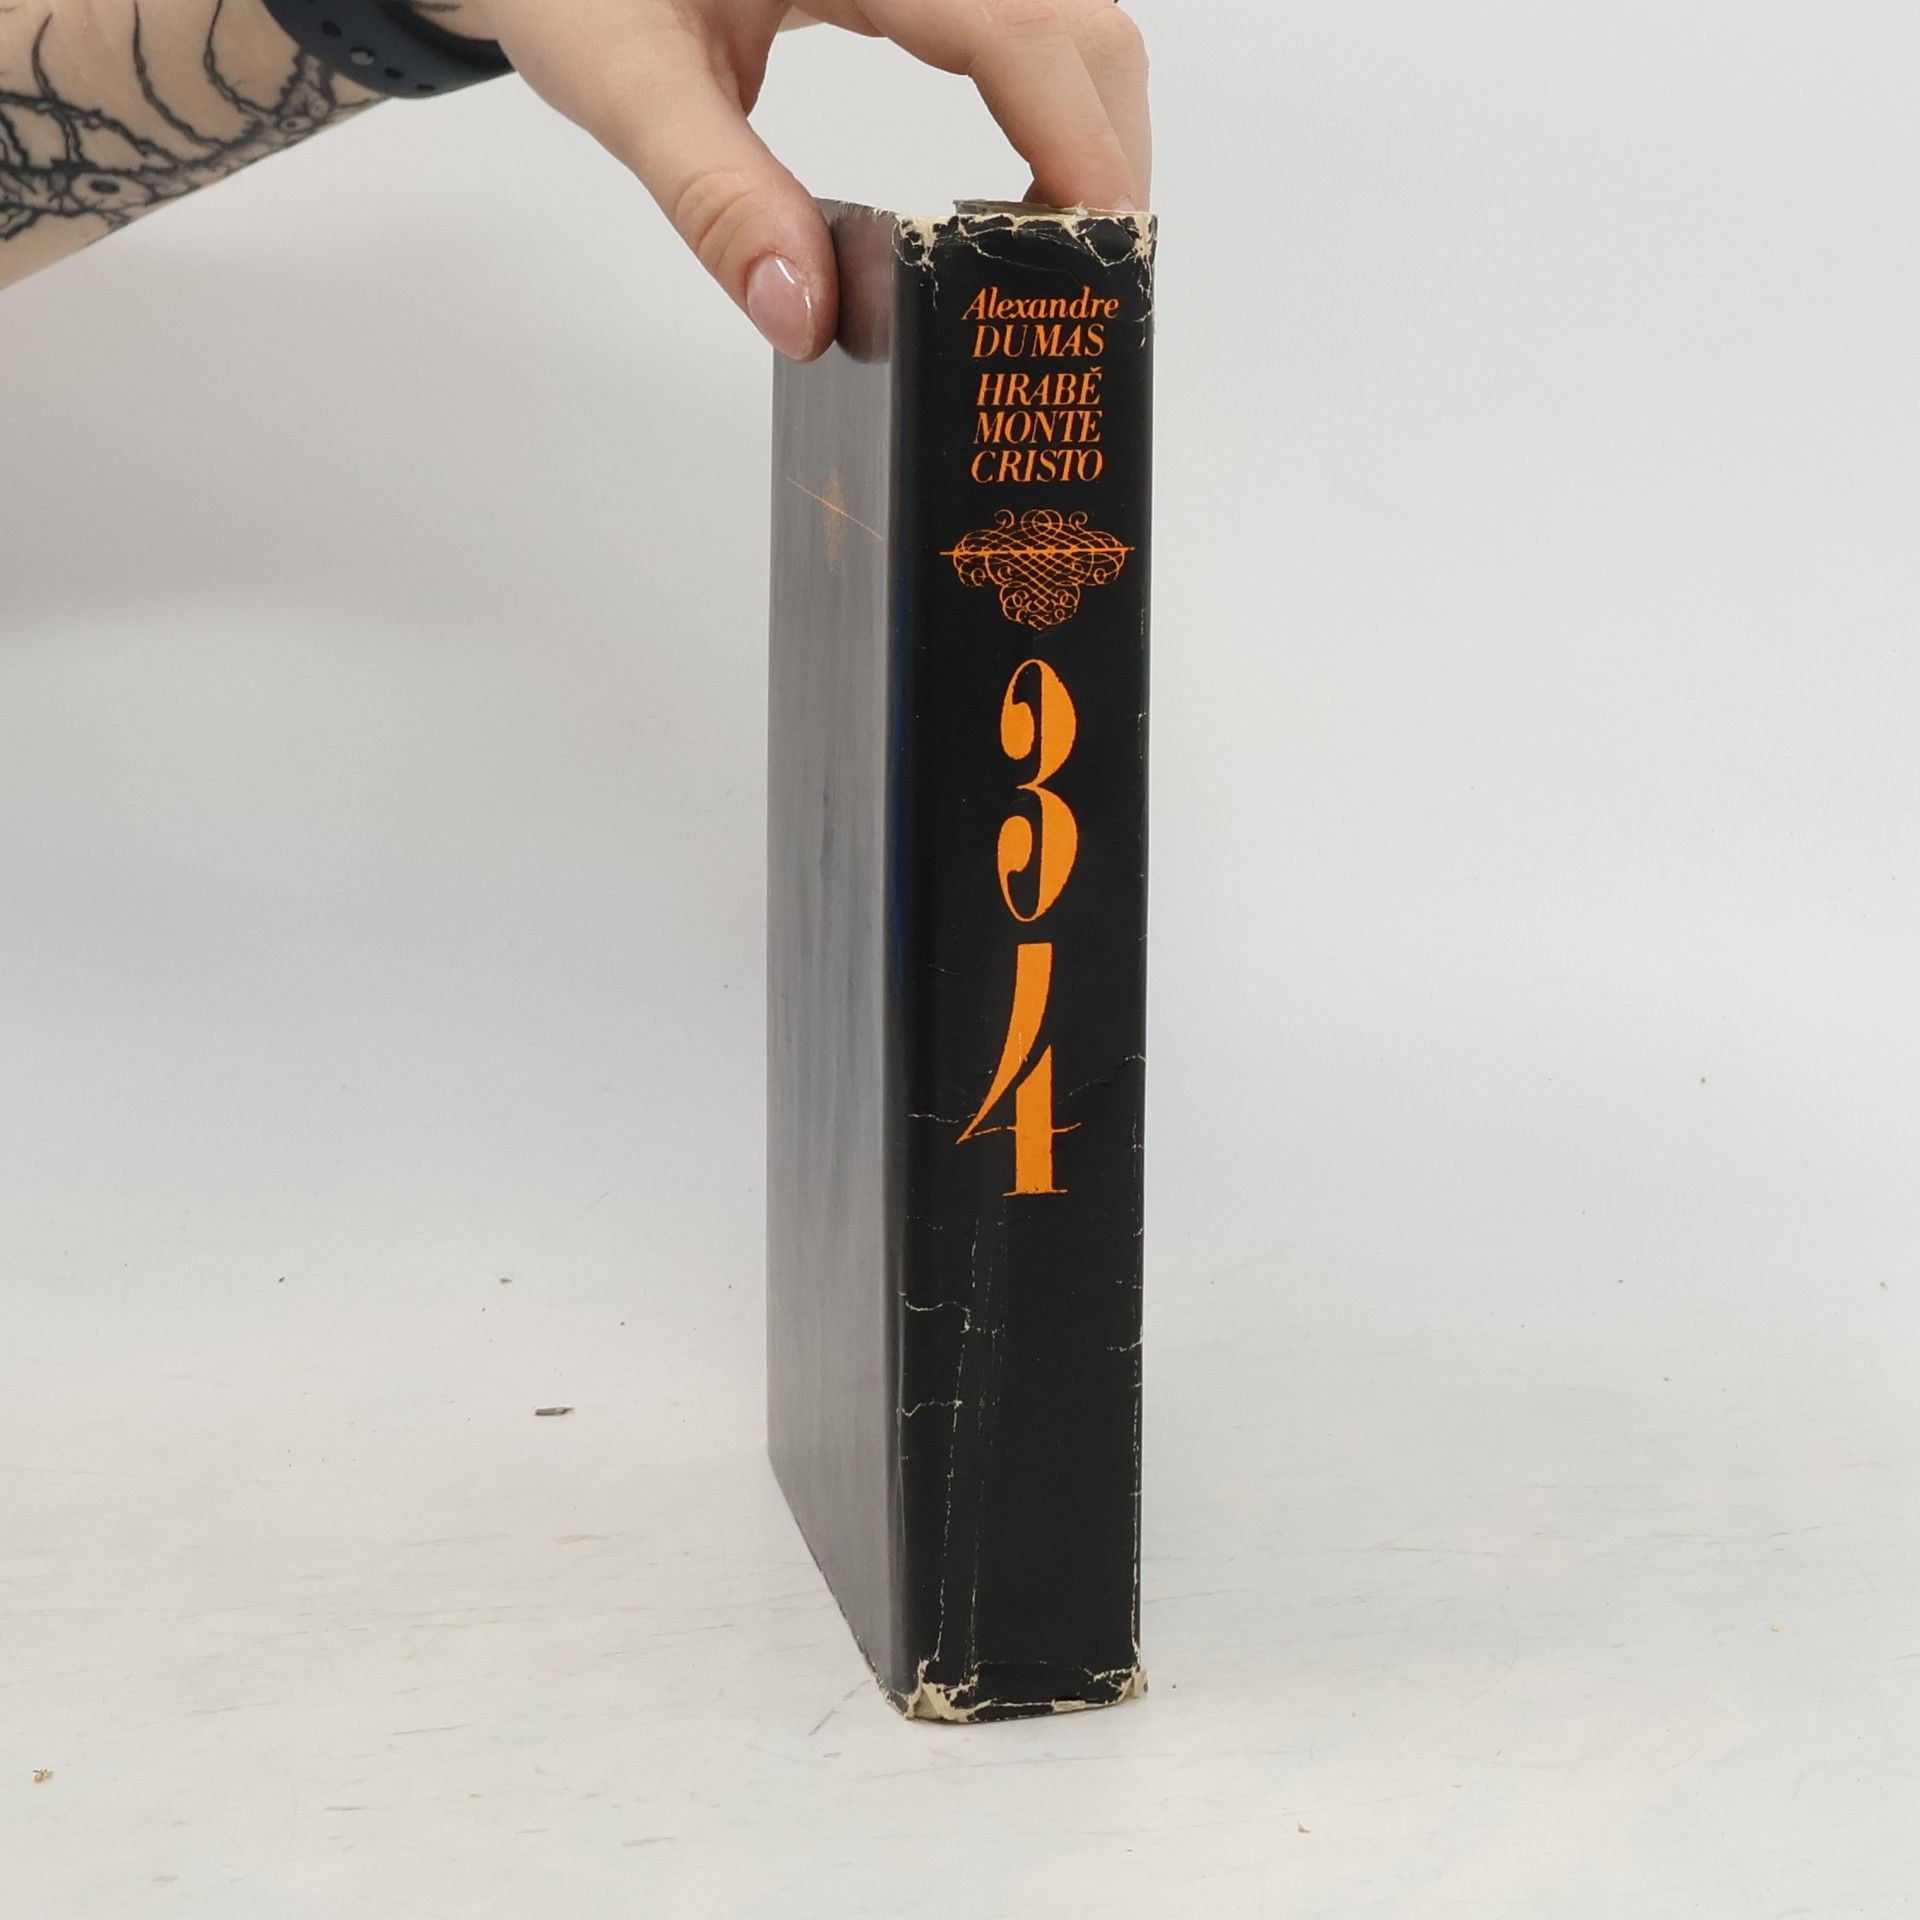 Alexandre
DUMAS
HRABĚ
MONTE
CRISTO
3
4